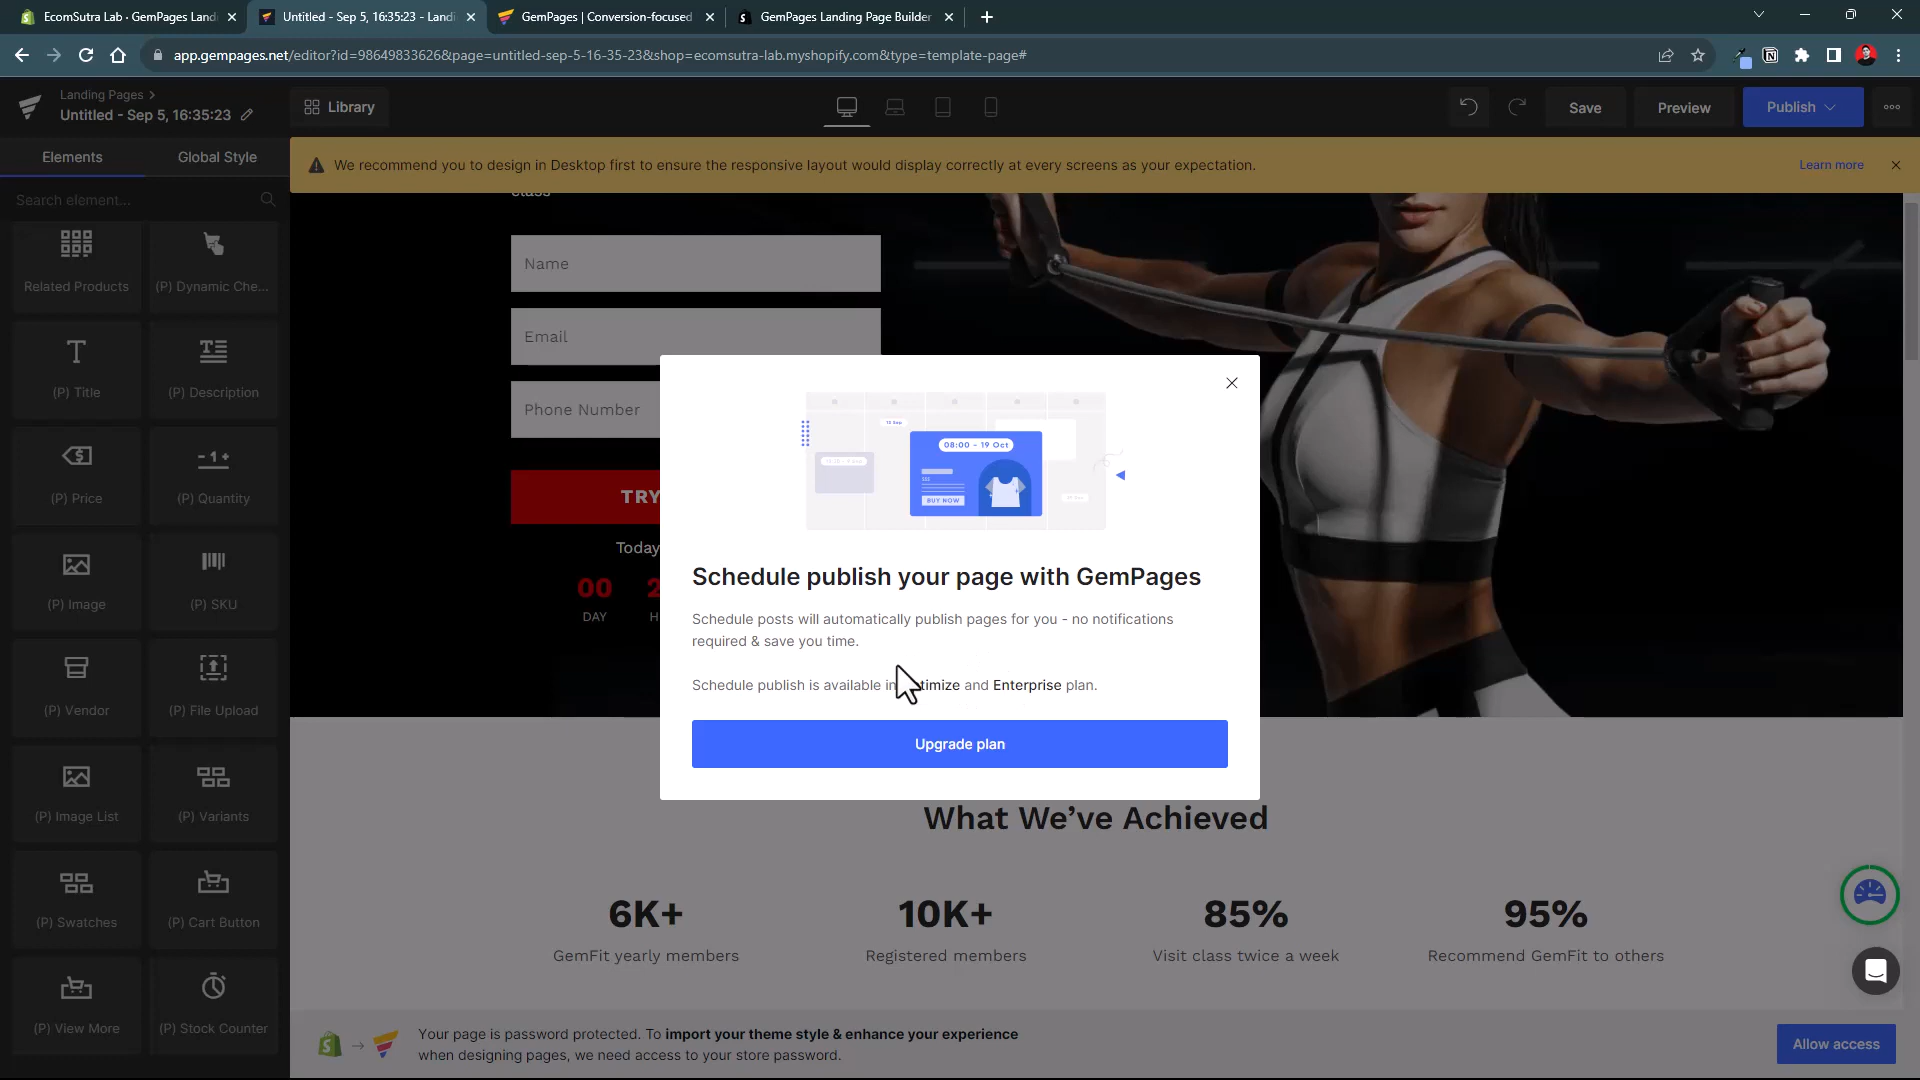 EcomSutra Lab · GemPages Landi
Untitled - Sep 5, 16:35:23 - Landi
GemPages | Conversion-focused
GemPages Landing Page Builder
app.gempages.net/editor?id=98649833626&page=untitled-sep-5-16-35-23&shop=ecomsutra-lab.myshopify.com&type=template-page#
Landing Pages >
Untitled - Sep 5, 16:35:23
Library
Save
Preview
Publish
Elements
Global Style
We recommend you to design in Desktop first to ensure the responsive layout would display correctly at every screens as your expectation.
Learn more
Search element...
class
Related Products
(P) Dynamic Che...
(P) Title
(P) Description
(P) Price
(P) Quantity
(P) Image
(P) SKU
(P) Vendor
(P) File Upload
(P) Image List
(P) Variants
(P) Swatches
(P) Cart Button
(P) View More
(P) Stock Counter
Name
Email
Phone Number
TRY
Today
00
2
DAY
H
08:00 - 19 Oct
BUY NOW
Schedule publish your page with GemPages
Schedule posts will automatically publish pages for you - no notifications
required & save you time.
Schedule publish is available in timize and Enterprise plan.
Upgrade plan
What We’ve Achieved
6K+
10K+
85%
95%
GemFit yearly members
Registered members
Visit class twice a week
Recommend GemFit to others
Your page is password protected. To import your theme style & enhance your experience
when designing pages, we need access to your store password.
Allow access